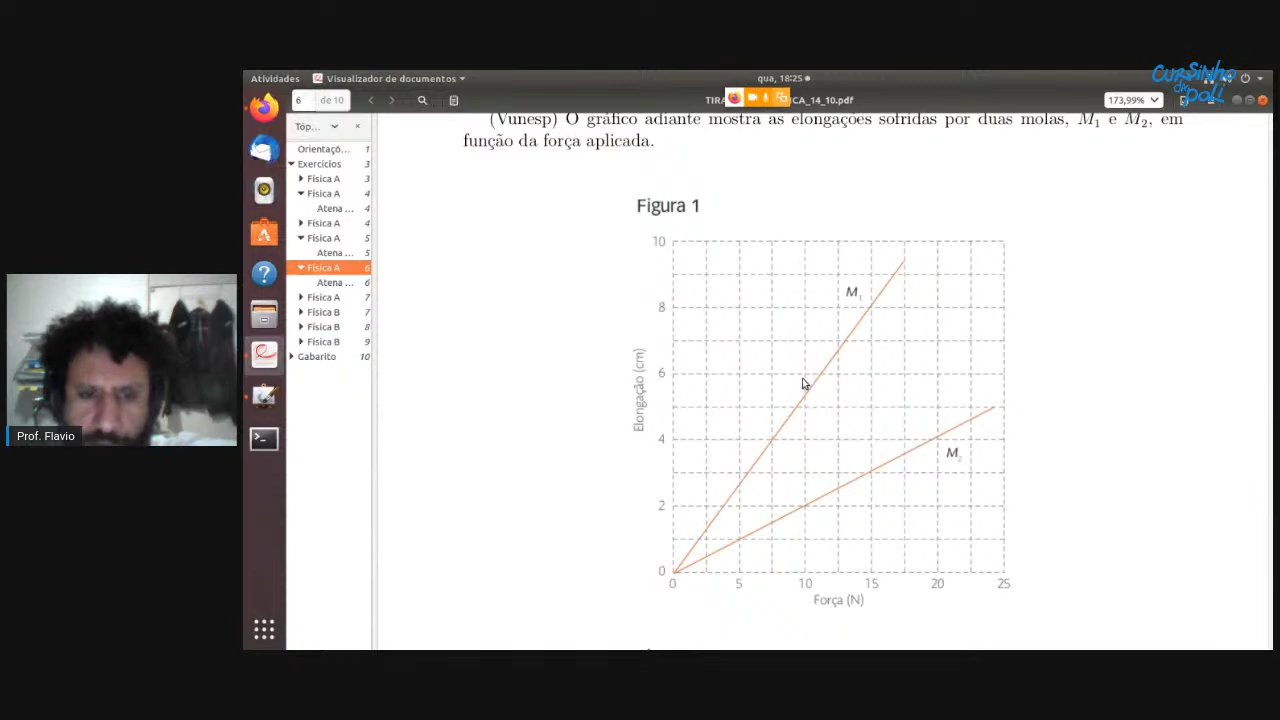 Cursinho da Poli
Atividades
Visualizador de documentos
qua, 18:25
6
de 10
TIRA
CA_14_10.pdf
173,99%
Tóp...
Orientaçõ... 1
Exercícios 3
Física A 3
Física A 4
Atena ... 4
Física A 4
Física A 5
Atena ... 5
Física A 6
Atena ... 6
Física A 7
Física B 7
Física B 8
Física B 9
Gabarito 10
(Vunesp) O gráfico adiante mostra as elongações sofridas por duas molas, M1 e M2, em
função da força aplicada.
Figura 1
10
8
6
4
2
0
Elongação (cm)
M1
M2
0 5 10 15 20 25
Força (N)
Prof. Flavio